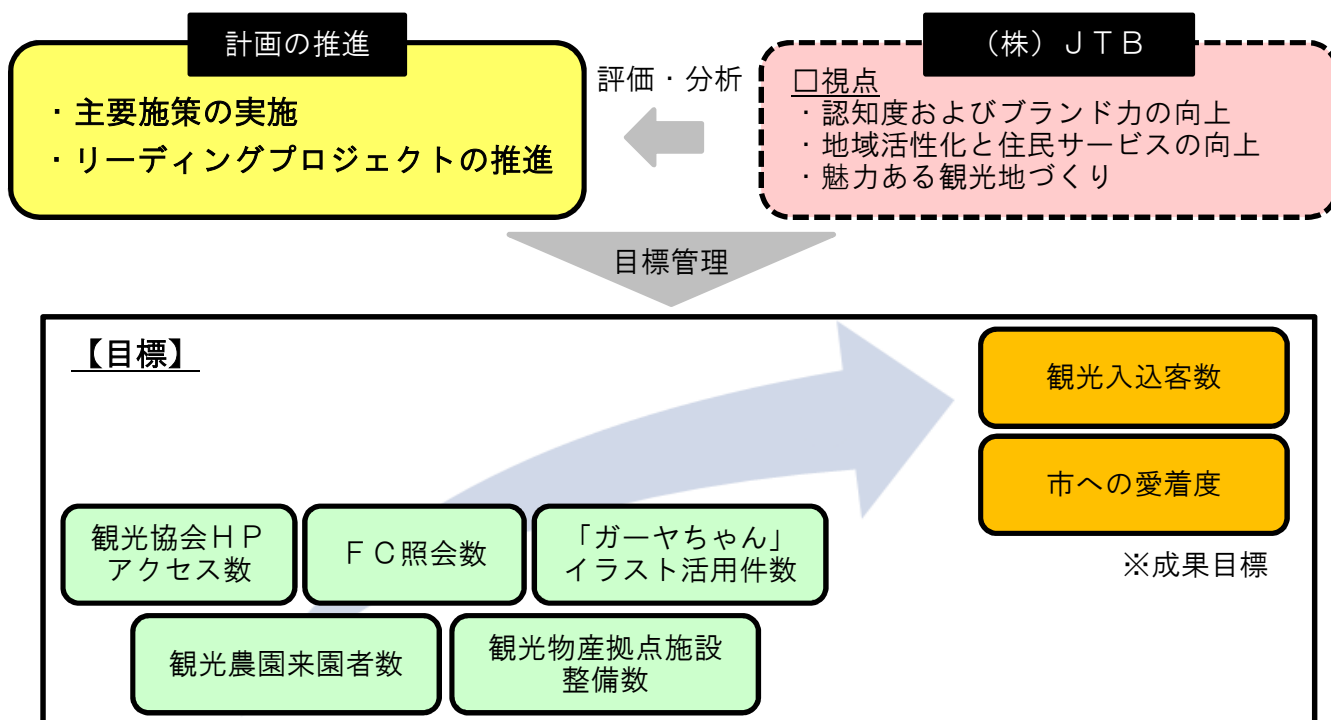 計画の推進
・主要施策の実施
・リーディングプロジェクトの推進
評価・分析
（株）ＪＴＢ
□視点
・認知度およびブランド力の向上
・地域活性化と住民サービスの向上
・魅力ある観光地づくり
目標管理
【目標】
観光入込客数
市への愛着度
※成果目標
観光協会ＨＰ
アクセス数
ＦＣ照会数
「ガーヤちゃん」
イラスト活用件数
観光農園来園者数
観光物産拠点施設
整備数